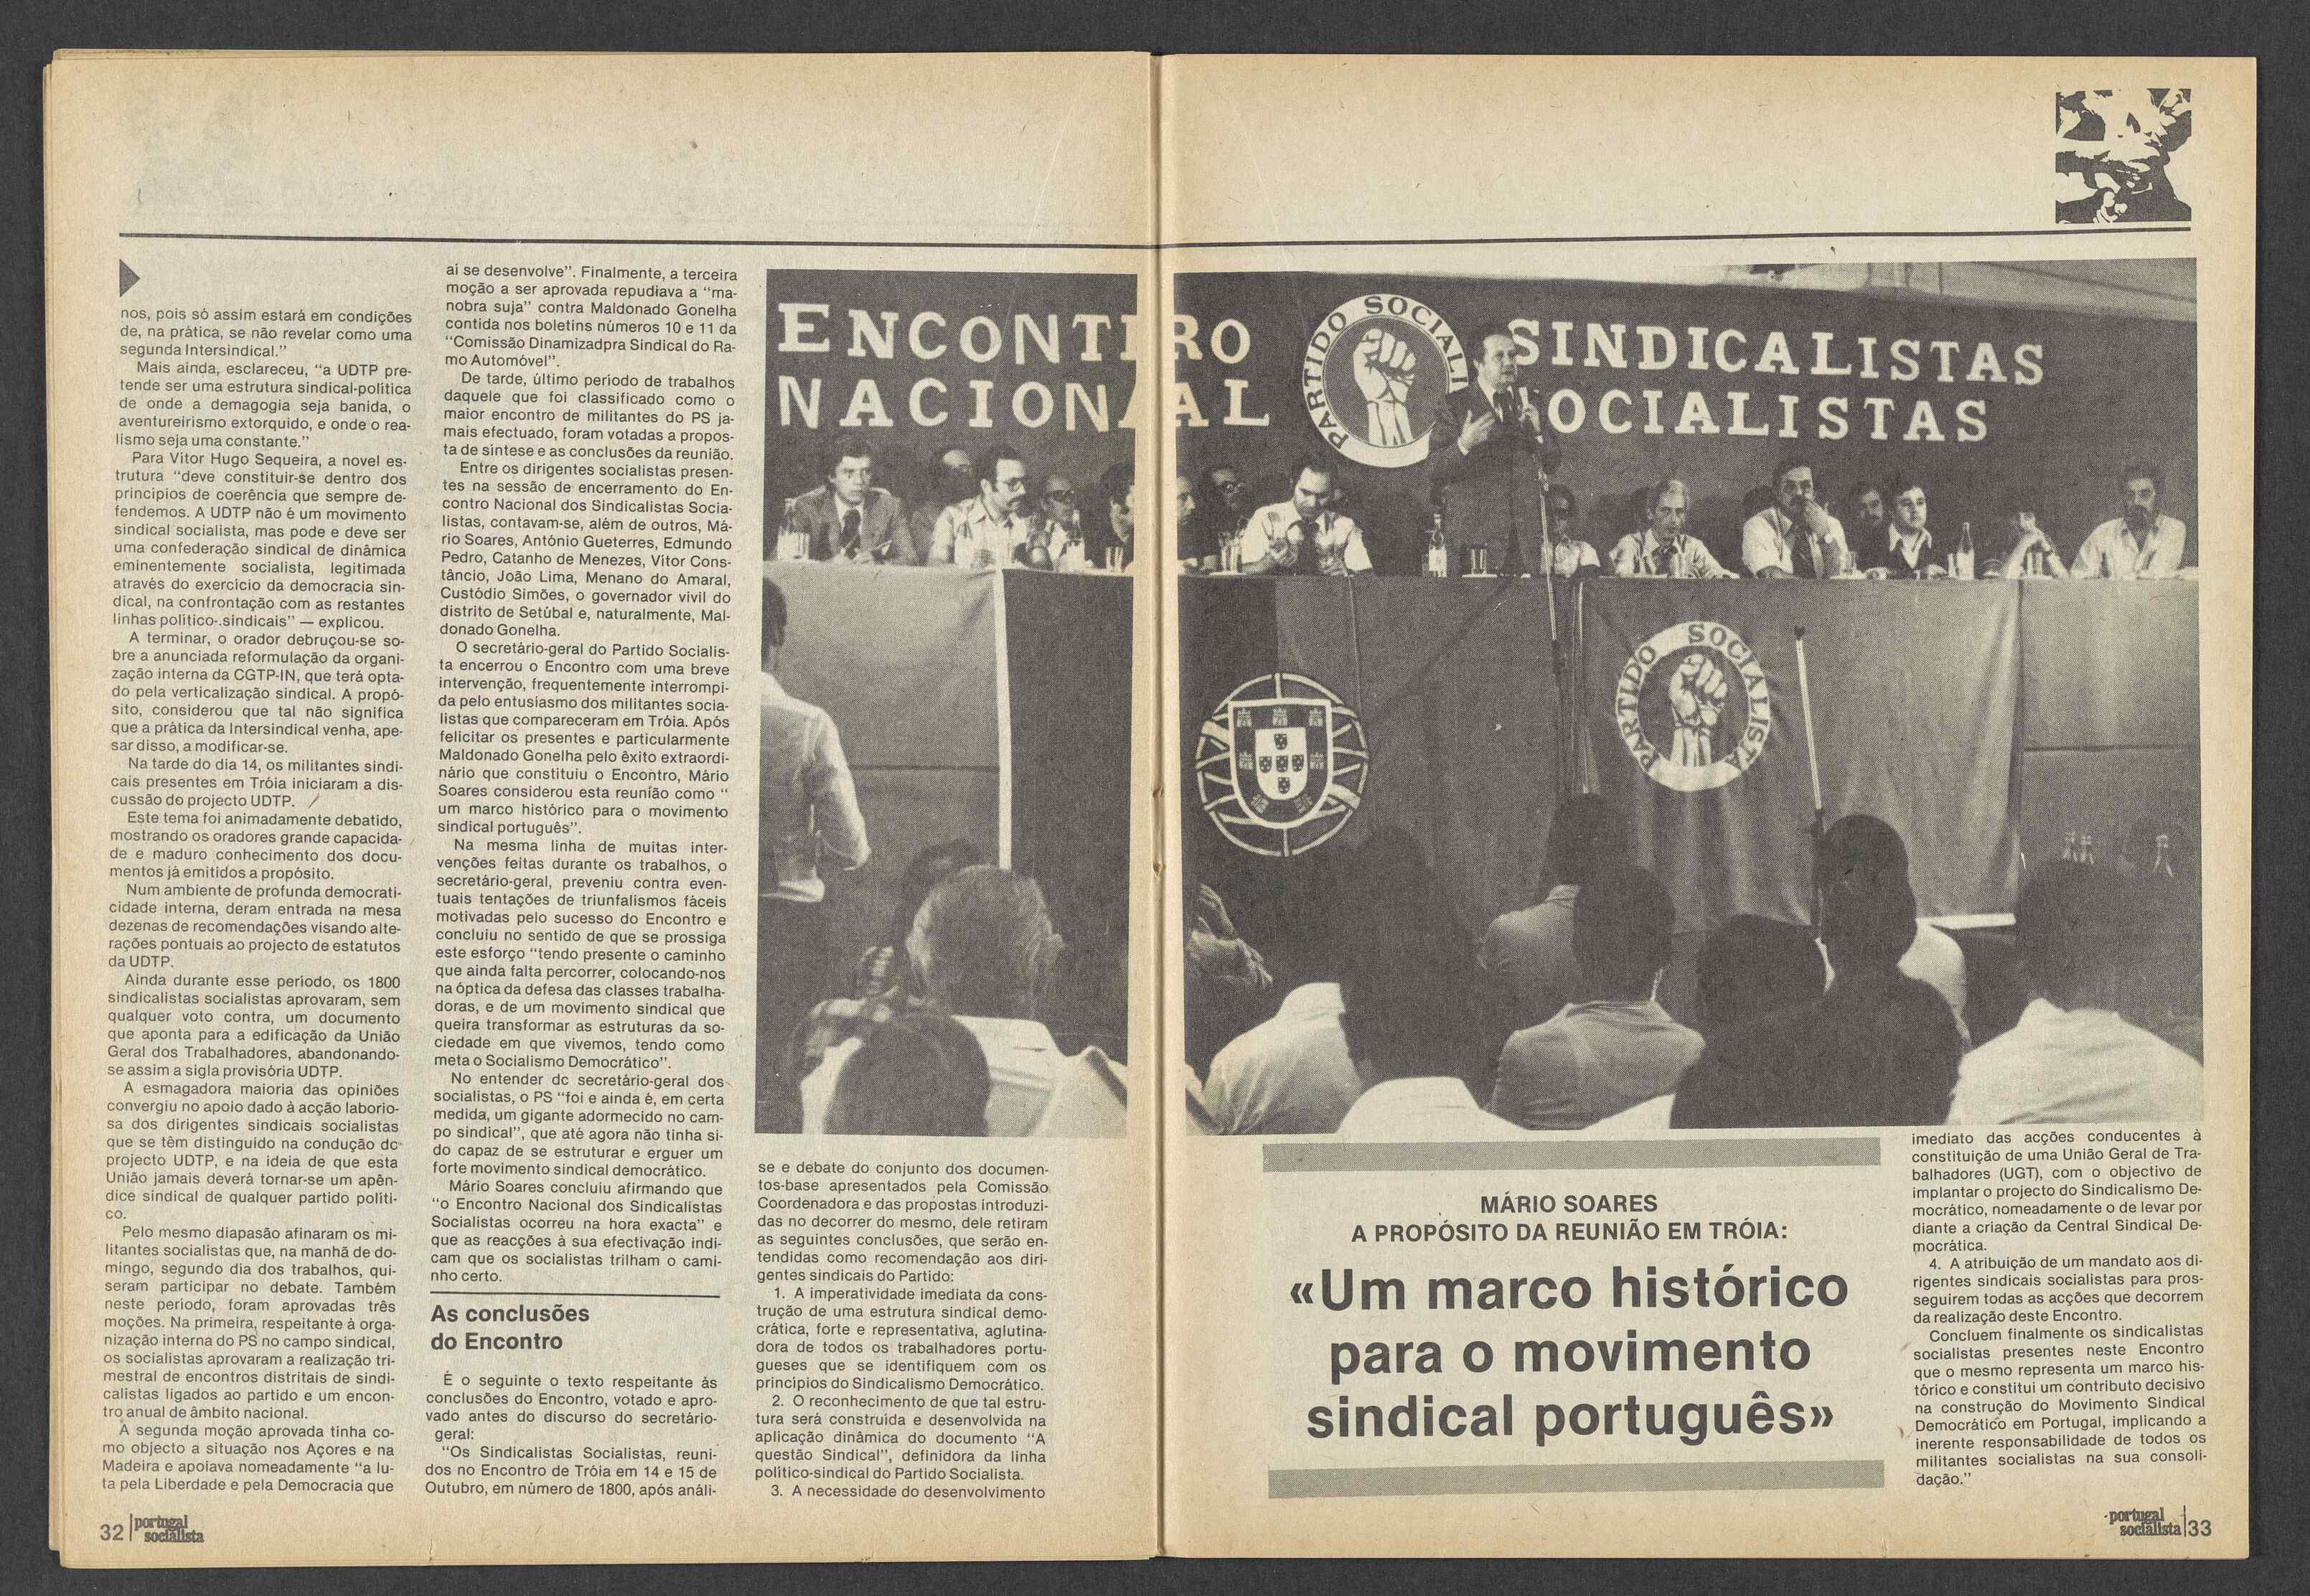 nos, pois só assim estará em condições
de, na prática, se não revelar como uma
segunda Intersindical."
Mais ainda, esclareceu, "a UDTP pre-
tende ser uma estrutura sindical-política
de onde a demagogia seja banida, o
aventureirismo extorquido, e onde o rea-
lismo seja uma constante."
Para Vítor Hugo Sequeira, a novel es-
trutura "deve constituir-se dentro dos
princípios de coerência que sempre de-
fendemos. A UDTP não é um movimento
sindical socialista, mas pode e deve ser
uma confederação sindical de dinâmica
eminentemente socialista, legitimada
através do exercício da democracia sin-
dical, na confrontação com as restantes
linhas político-.sindicais" — explicou.
A terminar, o orador debruçou-se so-
bre a anunciada reformulação da organi-
zação interna da CGTP-IN, que terá opta-
do pela verticalização sindical. A propó-
sito, considerou que tal não significa
que a prática da Intersindical venha, ape-
sar disso, a modificar-se.
Na tarde do dia 14, os militantes sindi-
cais presentes em Tróia iniciaram a dis-
cussão do projecto UDTP.
Este tema foi animadamente debatido,
mostrando os oradores grande capacida-
de e maduro conhecimento dos docu-
mentos já emitidos a propósito.
Num ambiente de profunda democrati-
cidade interna, deram entrada na mesa
dezenas de recomendações visando alte-
rações pontuais ao projecto de estatutos
da UDTP.
Ainda durante esse período, os 1800
sindicalistas socialistas aprovaram, sem
qualquer voto contra, um documento
que aponta para a edificação da União
Geral dos Trabalhadores, abandonando-
se assim a sigla provisória UDTP.
A esmagadora maioria das opiniões
convergiu no apoio dado à acção laborio-
sa dos dirigentes sindicais socialistas
que se têm distinguido na condução dc
projecto UDTP, e na ideia de que esta
União jamais deverá tornar-se um apên-
dice sindical de qualquer partido políti-
co.
Pelo mesmo diapasão afinaram os mi-
litantes socialistas que, na manhã de do-
mingo, segundo dia dos trabalhos, qui-
seram participar no debate. Também
neste período, foram aprovadas três
moções. Na primeira, respeitante à orga-
nização interna do PS no campo sindical,
os socialistas aprovaram a realização tri-
mestral de encontros distritais de sindi-
calistas ligados ao partido e um encon-
tro anual de âmbito nacional.
A segunda moção aprovada tinha co-
mo objecto a situação nos Açores e na
Madeira e apoiava nomeadamente "a lu-
ta pela Liberdade e pela Democracia que
aí se desenvolve". Finalmente, a terceira
moção a ser aprovada repudiava a "ma-
nobra suja" contra Maldonado Gonelha
contida nos boletins números 10 e 11 da
"Comissão Dinamizadpra Sindical do Ra-
mo Automóvel".
De tarde, último período de trabalhos
daquele que foi classificado como o
maior encontro de militantes do PS ja-
mais efectuado, foram votadas a propos-
ta de síntese e as conclusões da reunião.
Entre os dirigentes socialistas presen-
tes na sessão de encerramento do En-
contro Nacional dos Sindicalistas Socia-
listas, contavam-se, além de outros, Má-
rio Soares, António Gueterres, Edmundo
Pedro, Catanho de Menezes, Vítor Cons-
tâncio, João Lima, Menano do Amaral,
Custódio Simões, o governador vivil do
distrito de Setúbal e, naturalmente, Mal-
donado Gonelha.
O secretário-geral do Partido Socialis-
ta encerrou o Encontro com uma breve
intervenção, frequentemente interrompi-
da pelo entusiasmo dos militantes socia-
listas que compareceram em Tróia. Após
felicitar os presentes e particularmente
Maldonado Gonelha pelo êxito extraordi-
nário que constituiu o Encontro, Mário
Soares considerou esta reunião como "
um marco histórico para o movimento
sindical português".
Na mesma linha de muitas inter-
venções feitas durante os trabalhos, o
secretário-geral, preveniu contra even-
tuais tentações de triunfalismos fáceis
motivadas pelo sucesso do Encontro e
concluiu no sentido de que se prossiga
este esforço "tendo presente o caminho
que ainda falta percorrer, colocando-nos
na óptica da defesa das classes trabalha-
doras, e de um movimento sindical que
queira transformar as estruturas da so-
ciedade em que vivemos, tendo como
meta o Socialismo Democrático".
No entender dc secretário-geral dos
socialistas, o PS "foi e ainda é, em certa
medida, um gigante adormecido no cam-
po sindical", que até agora não tinha si-
do capaz de se estruturar e erguer um
forte movimento sindical democrático.
Mário Soares concluiu afirmando que
"o Encontro Nacional dos Sindicalistas
Socialistas ocorreu na hora exacta" e
que as reacções à sua efectivação indi-
cam que os socialistas trilham o cami-
nho certo.
As conclusões
do Encontro
É o seguinte o texto respeitante às
conclusões do Encontro, votado e apro-
vado antes do discurso do secretário-
geral:
"Os Sindicalistas Socialistas, reuni-
dos no Encontro de Tróia em 14 e 15 de
Outubro, em número de 1800, após análi-
ENCONTRO
NACIONAL
PARTIDO SOCIALI
SINDICALISTAS
OCIALISTAS
PARTIDO SOCIALISTA
se e debate do conjunto dos documen-
tos-base apresentados pela Comissão
Coordenadora e das propostas introduzi-
das no decorrer do mesmo, dele retiram
as seguintes conclusões, que serão en-
tendidas como recomendação aos diri-
gentes sindicais do Partido:
1. A imperatividade imediata da cons-
trução de uma estrutura sindical demo-
crática, forte e representativa, aglutina-
dora de todos os trabalhadores portu-
gueses que se identifiquem com os
princípios do Sindicalismo Democrático.
2. O reconhecimento de que tal estru-
tura será construída e desenvolvida na
aplicação dinâmica do documento "A
questão Sindical", definidora da linha
político-sindical do Partido Socialista.
3. A necessidade do desenvolvimento
MÁRIO SOARES
A PROPÓSITO DA REUNIÃO EM TRÓIA:
«Um marco histórico
para o movimento
sindical português»
imediato das acções conducentes à
constituição de uma União Geral de Tra-
balhadores (UGT), com o objectivo de
implantar o projecto do Sindicalismo De-
mocrático, nomeadamente o de levar por
diante a criação da Central Sindical De-
mocrática.
4. A atribuição de um mandato aos di-
rigentes sindicais socialistas para pros-
seguirem todas as acções que decorrem
da realização deste Encontro.
Concluem finalmente os sindicalistas
socialistas presentes neste Encontro
que o mesmo representa um marco his-
tórico e constitui um contributo decisivo
na construção do Movimento Sindical
Democrático em Portugal, implicando a
inerente responsabilidade de todos os
militantes socialistas na sua consoli-
dação."
32 portugal
socialista
portugal
socialista 33